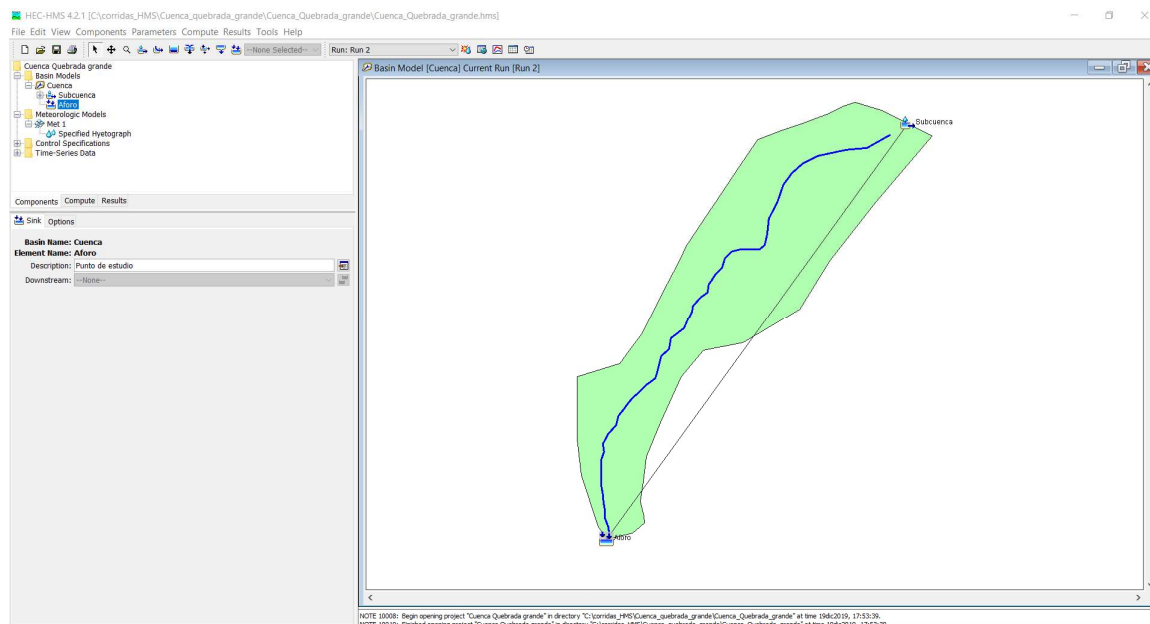 HEC-HMS 4.2.1 [C:\corridas_HMS\Cuenca_quebrada_grande\Cuenca_Quebrada_grande\Cuenca_Quebrada_grande.hms]
File Edit View Components Parameters Compute Results Tools Help
--None Selected-- Run: Run 2
Cuenca Quebrada grande
Basin Models
Cuenca
Subcuenca
Aforo
Meteorologic Models
Met 1
Specified Hyetograph
Control Specifications
Time-Series Data
Components Compute Results
Sink Options
Basin Name: Cuenca
Element Name: Aforo
Description: Punto de estudio
Downstream: --None--
Basin Model [Cuenca] Current Run [Run 2]
Subcuenca
Aforo
NOTE 10008: Begin opening project "Cuenca Quebrada grande" in directory "C:\corridas_HMS\Cuenca_quebrada_grande\Cuenca_Quebrada_grande" at time 19dic2019, 17:53:39.